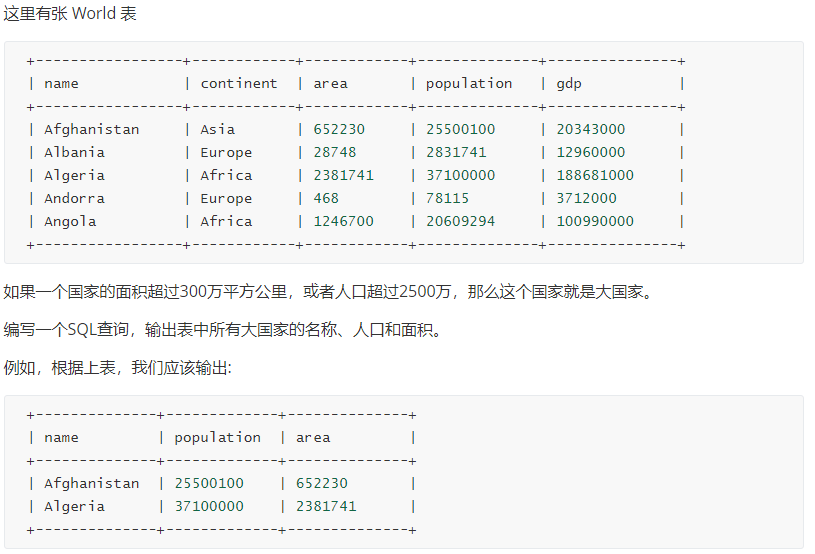 这里有张 World 表
+-----------------+------------+------------+--------------+---------------+
| name            | continent  | area       | population   | gdp           |
+-----------------+------------+------------+--------------+---------------+
| Afghanistan     | Asia       | 652230     | 25500100     | 20343000      |
| Albania         | Europe     | 28748      | 2831741      | 12960000      |
| Algeria         | Africa     | 2381741    | 37100000     | 188681000     |
| Andorra         | Europe     | 468        | 78115        | 3712000       |
| Angola          | Africa     | 1246700    | 20609294     | 100990000     |
+-----------------+------------+------------+--------------+---------------+
如果一个国家的面积超过300万平方公里，或者人口超过2500万，那么这个国家就是大国家。
编写一个SQL查询，输出表中所有大国家的名称、人口和面积。
例如，根据上表，我们应该输出:
+--------------+-------------+--------------+
| name         | population  | area         |
+--------------+-------------+--------------+
| Afghanistan  | 25500100    | 652230       |
| Algeria      | 37100000    | 2381741      |
+--------------+-------------+--------------+